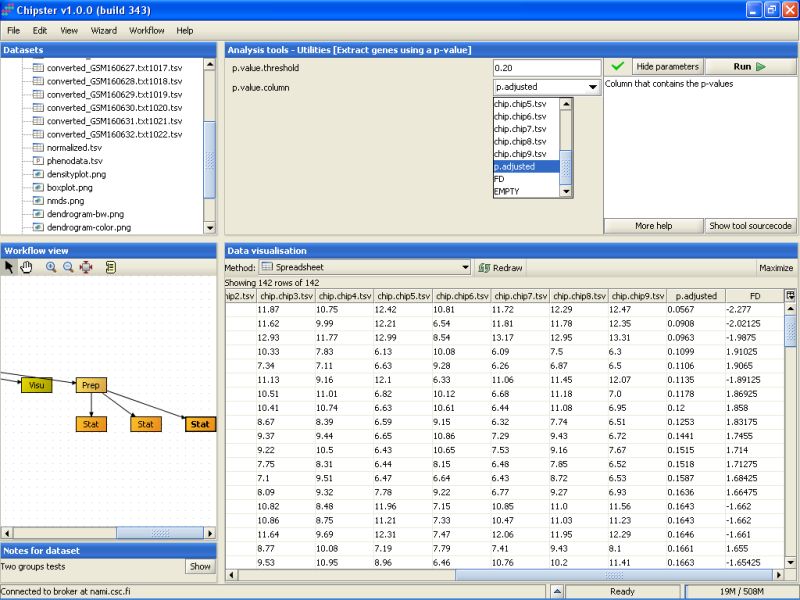 Chipster v1.0.0 (build 343)
File Edit View Wizard Workflow Help
Datasets
converted_GSM160627.txt1017.tsv
converted_GSM160628.txt1018.tsv
converted_GSM160629.txt1019.tsv
converted_GSM160630.txt1020.tsv
converted_GSM160631.txt1021.tsv
converted_GSM160632.txt1022.tsv
normalized.tsv
phenodata.tsv
densityplot.png
boxplot.png
nmds.png
dendrogram-bw.png
dendrogram-color.png
Analysis tools - Utilities [Extract genes using a p-value]
p.value.threshold 0.20
p.value.column p.adjusted
chip.chip5.tsv
chip.chip6.tsv
chip.chip7.tsv
chip.chip8.tsv
chip.chip9.tsv
p.adjusted
FD
EMPTY
Hide parameters Run
Column that contains the p-values
More help Show tool sourcecode
Workflow view
Visu Prep
Stat Stat Stat
Notes for dataset
Two groups tests Show
Data visualisation
Method: Spreadsheet Redraw Maximize
Showing 142 rows of 142
hip2.tsv chip.chip3.tsv chip.chip4.tsv chip.chip5.tsv chip.chip6.tsv chip.chip7.tsv chip.chip8.tsv chip.chip9.tsv p.adjusted FD
11.87 10.75 12.42 10.81 11.72 12.29 12.47 0.0567 -2.277
11.62 9.99 12.21 6.54 11.81 11.78 12.35 0.0908 -2.02125
12.93 11.77 12.99 8.54 13.17 12.95 13.31 0.0963 -1.9875
10.33 7.83 6.13 10.08 6.09 7.5 6.3 0.1099 1.91025
7.34 7.11 6.63 9.28 6.26 6.87 6.5 0.1106 1.9065
11.13 9.16 12.1 6.33 11.06 11.45 12.07 0.1135 -1.89125
10.51 11.01 6.82 10.12 6.68 11.18 7.0 0.1178 1.86925
10.41 10.74 6.63 10.61 6.44 11.08 6.95 0.12 1.858
8.67 8.39 6.59 9.15 6.32 7.74 6.51 0.1253 1.83175
9.37 9.44 6.65 10.86 7.29 9.43 6.72 0.1441 1.7455
9.22 10.5 6.43 10.65 7.53 9.16 7.67 0.1515 1.714
7.75 8.31 6.44 8.15 6.48 7.85 6.52 0.1518 1.71275
7.1 9.51 6.47 6.64 6.43 8.72 6.53 0.1587 1.68425
8.09 9.32 7.78 9.22 6.77 9.27 6.93 0.1636 1.66475
10.82 8.48 11.96 7.15 10.85 11.0 11.56 0.1643 -1.661
10.86 8.75 11.21 7.33 10.47 11.03 11.23 0.1643 -1.662
11.64 9.69 12.31 7.47 12.06 11.95 12.29 0.1646 -1.661
8.77 10.08 7.19 7.79 7.41 9.43 8.1 0.1661 1.655
9.53 10.95 8.96 6.46 10.76 10.2 11.41 0.1663 -1.65425
Connected to broker at nami.csc.fi Ready 19M / 508M